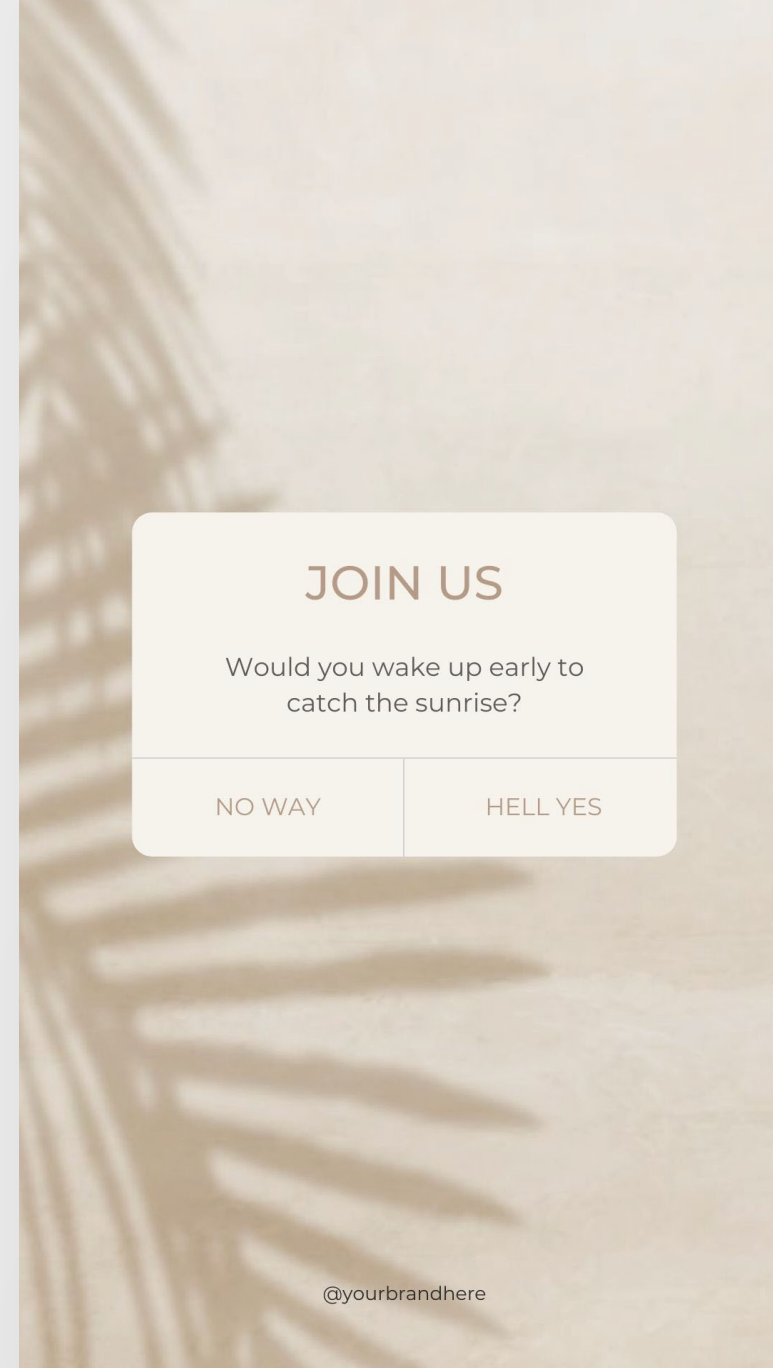 JOIN US
Would you wake up early to
catch the sunrise?
NO WAY
HELL YES
@yourbrandhere